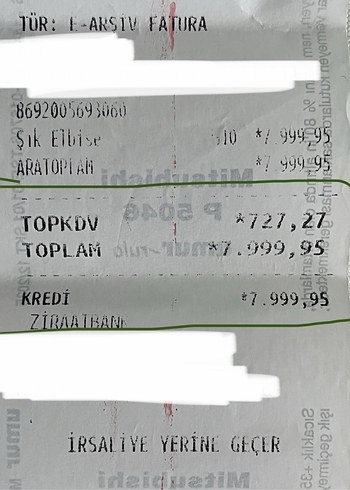 TÜR: E-ARŞİV FATURA
8692005693060
Şık Elbise %10 *7.999,95
ARATOPLAM *7.999,95
TOPKDV *727,27
TOPLAM *7.999,95
KREDİ *7.999,95
ZİRAATBANK
İRSALİYE YERİNE GEÇER